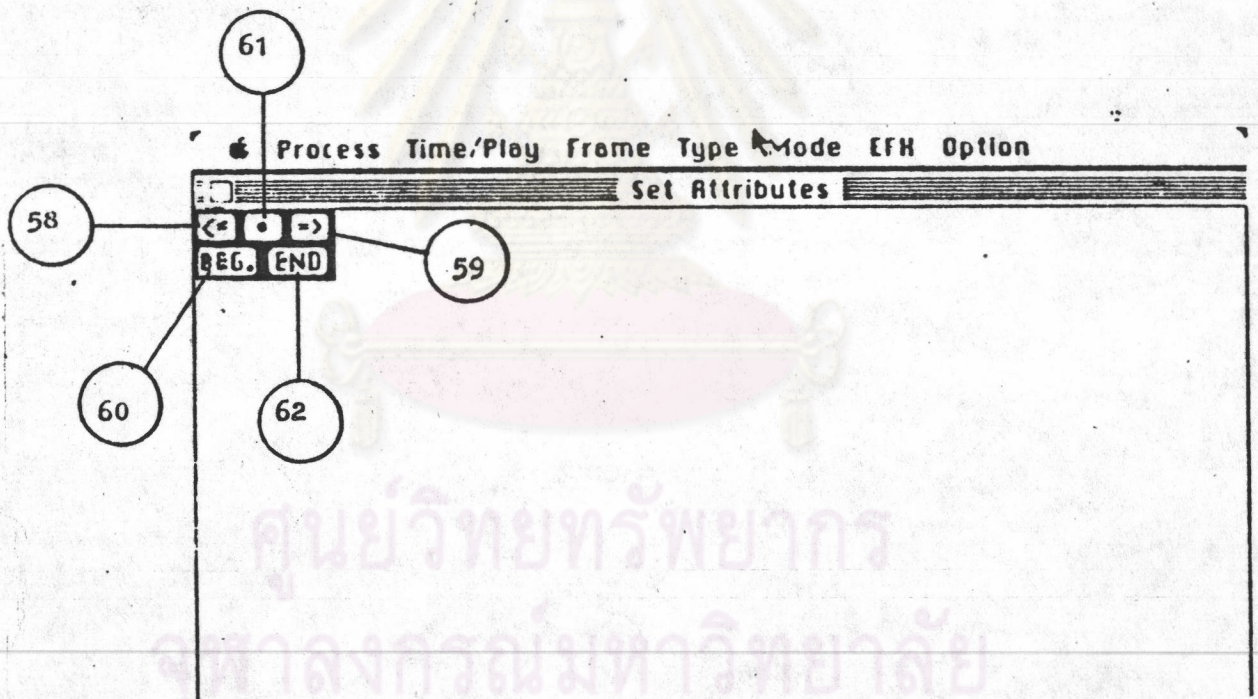 61
Process Time/Play Frame Type Mode EFX Option
Set Attributes
58
<= • =>
BEG. END
59
60
62
ศูนย์วิทยทรัพยากร
จุฬาลงกรณ์มหาวิทยาลัย